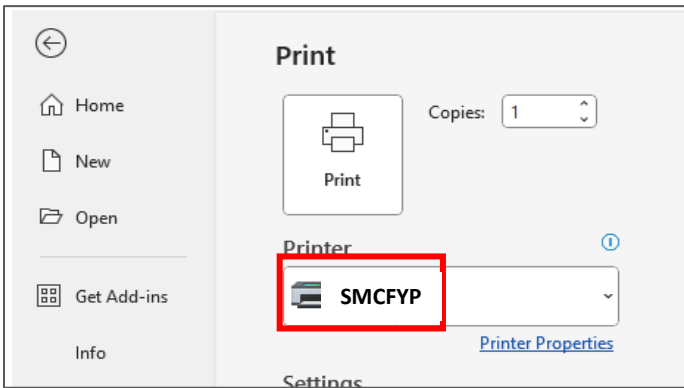 Print
Home
Copies: 1
New
Print
Open
Printer
Get Add-ins
SMCFYP
Printer Properties
Info
Settings